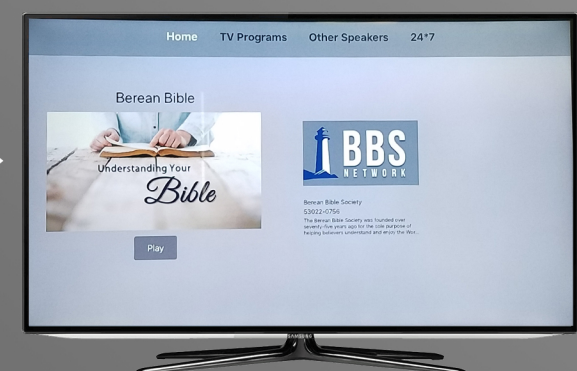 Home TV Programs Other Speakers 24*7
Berean Bible
Understanding Your
Bible
Play
BBS
NETWORK
Berean Bible Society
53022-0756
The Berean Bible Society was founded over
seventy-five years ago for the sole purpose of
helping believers understand and enjoy the Wor...
SAMSUNG